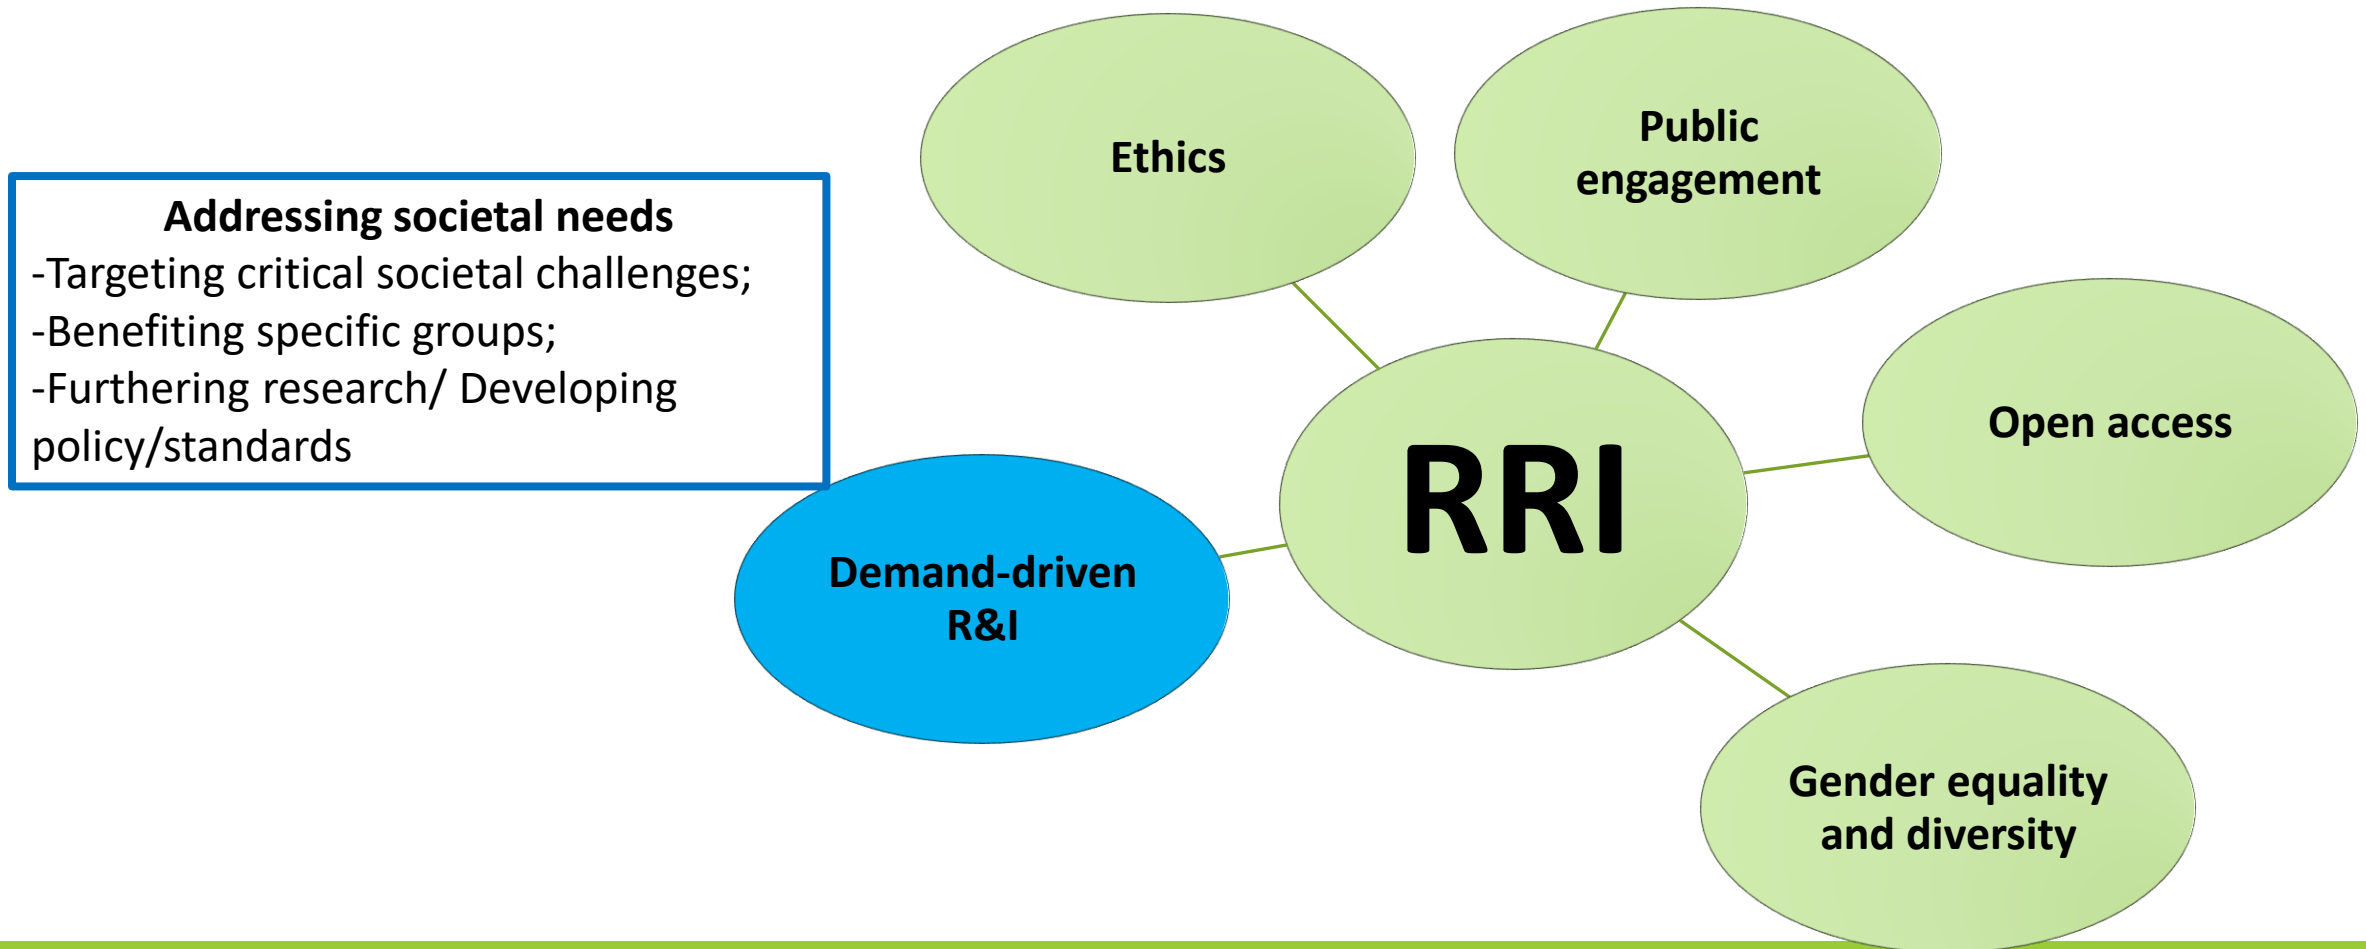 Addressing societal needs
-Targeting critical societal challenges;
-Benefiting specific groups;
-Furthering research/ Developing
policy/standards
Ethics
Public
engagement
Open access
RRI
Demand-driven
R&I
Gender equality
and diversity